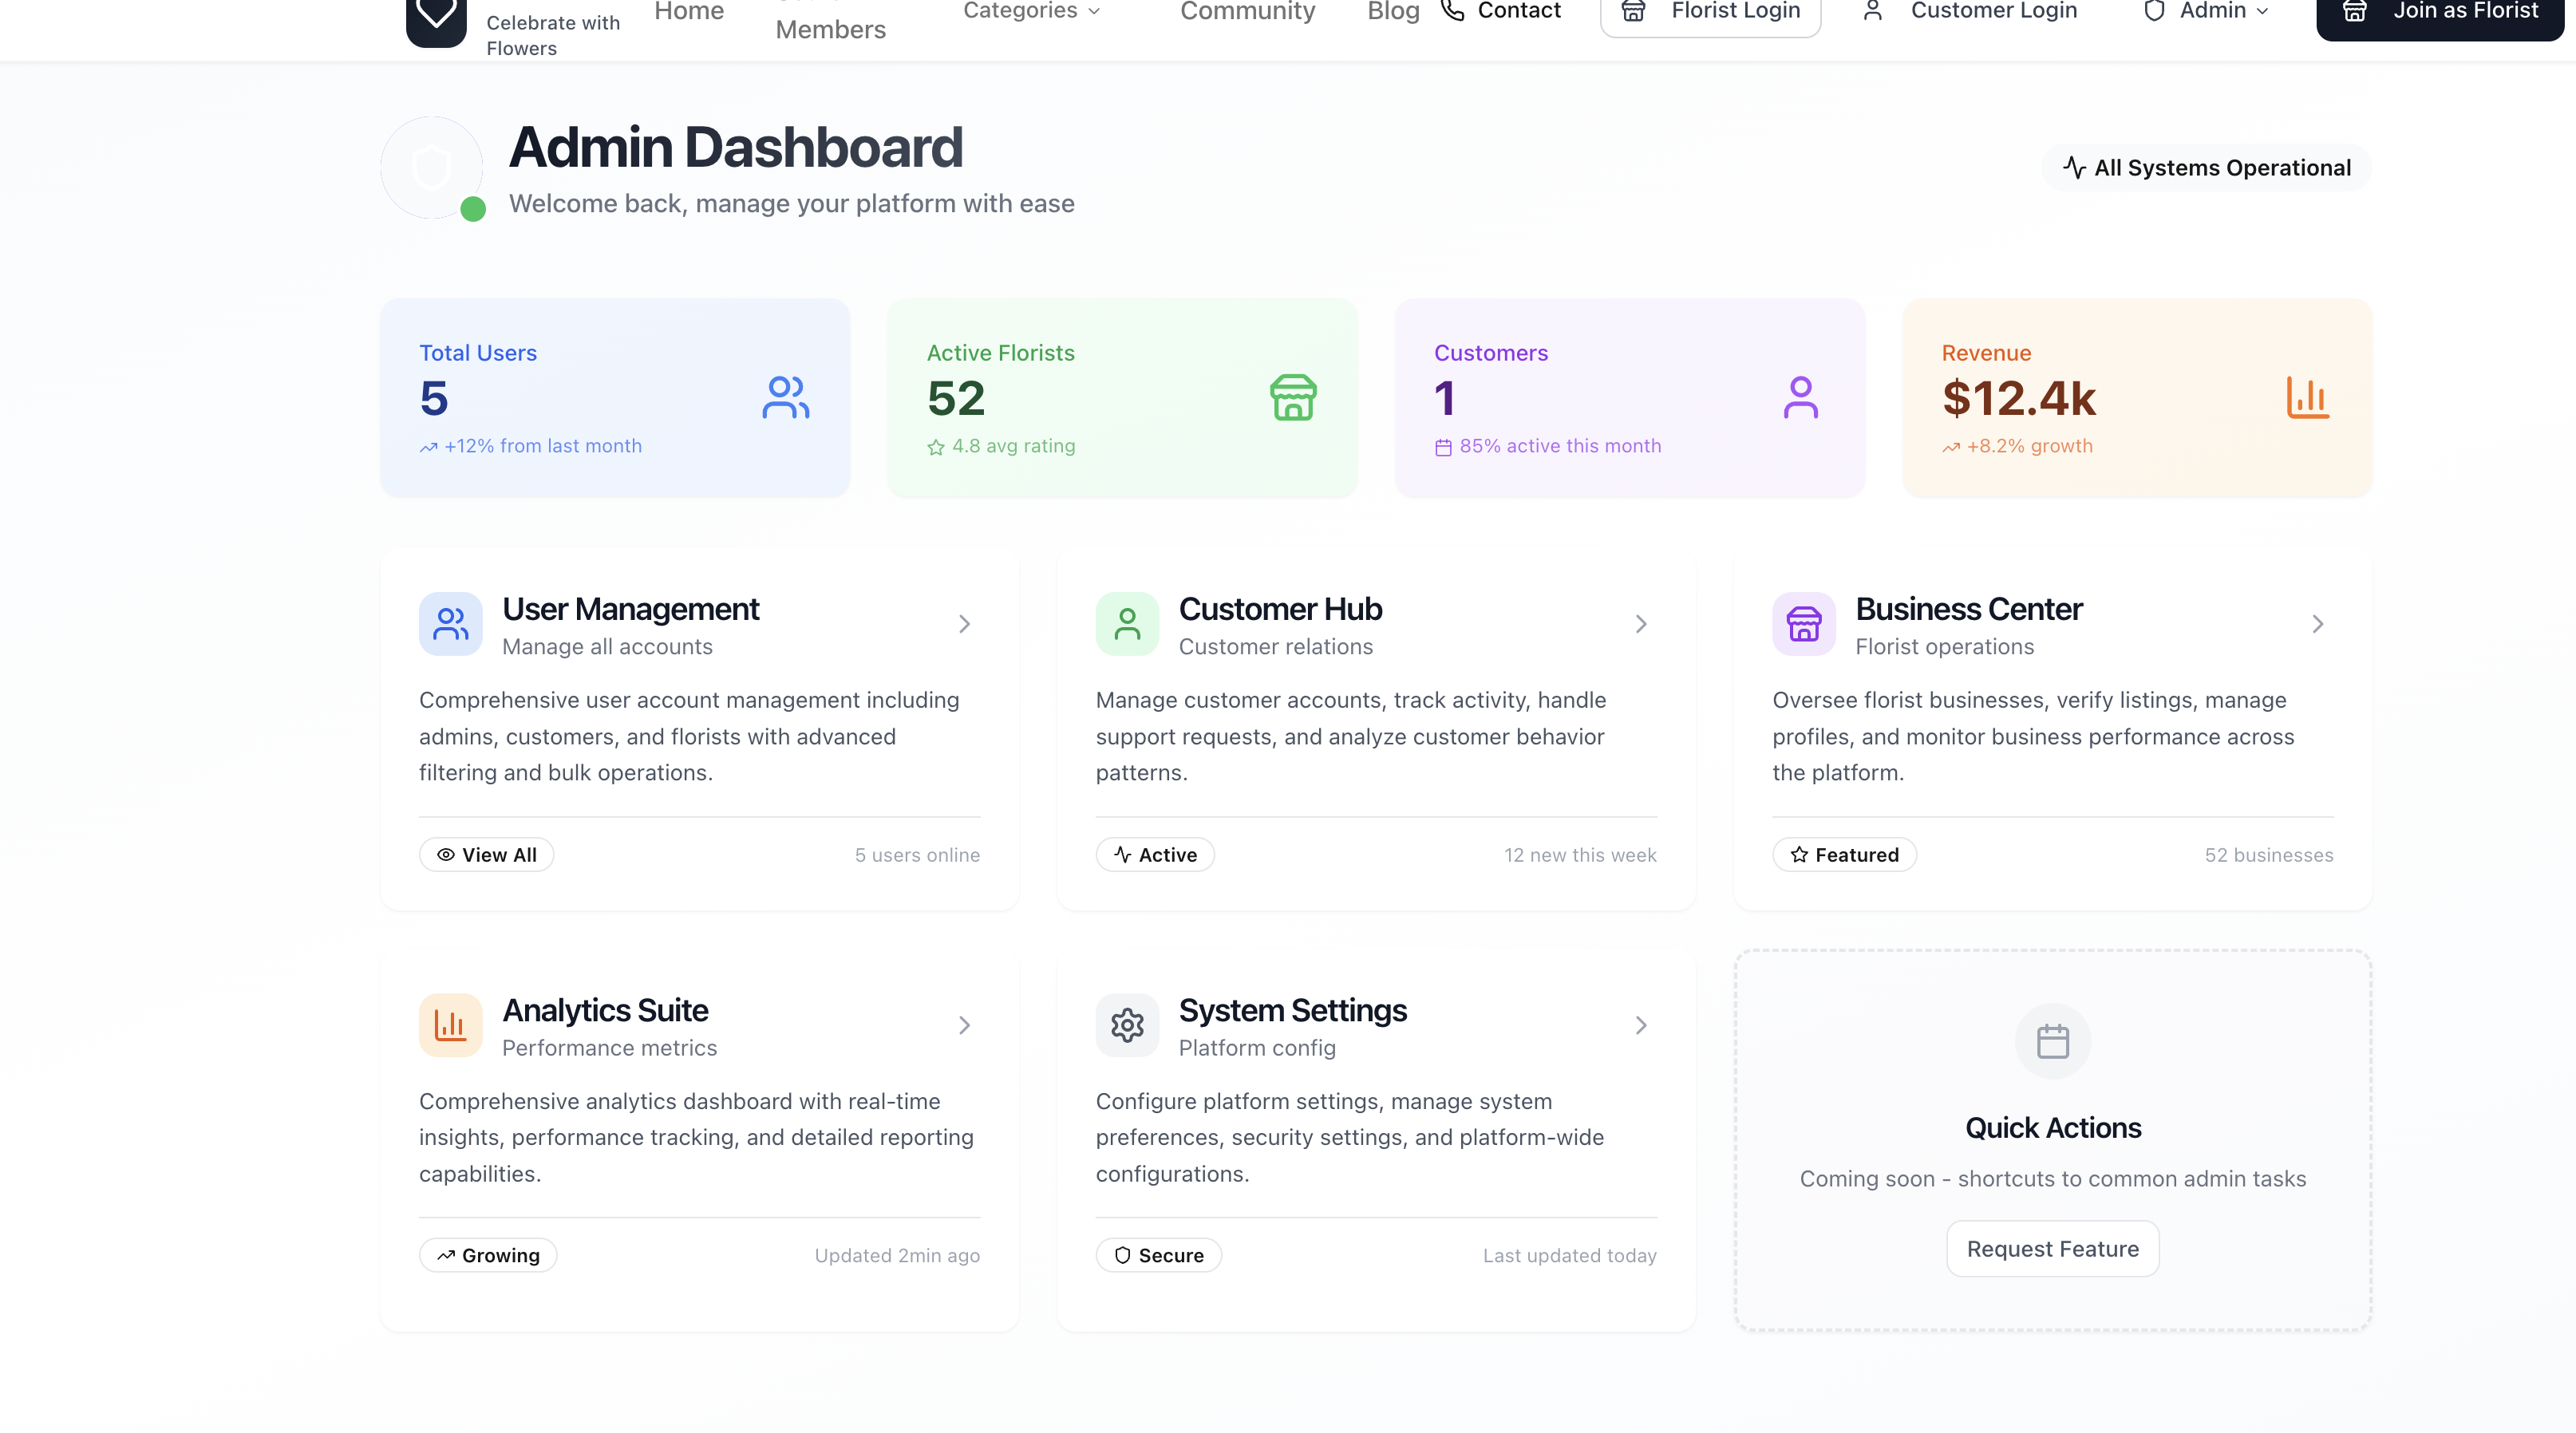 Celebrate with
Flowers
Home
Members
Categories
Community
Blog
Contact
Florist Login
Customer Login
Admin
Join as Florist
Admin Dashboard
Welcome back, manage your platform with ease
All Systems Operational
Total Users
5
+12% from last month
Active Florists
52
4.8 avg rating
Customers
1
85% active this month
Revenue
$12.4k
+8.2% growth
User Management
Manage all accounts
Comprehensive user account management including
admins, customers, and florists with advanced
filtering and bulk operations.
View All
5 users online
Customer Hub
Customer relations
Manage customer accounts, track activity, handle
support requests, and analyze customer behavior
patterns.
Active
12 new this week
Business Center
Florist operations
Oversee florist businesses, verify listings, manage
profiles, and monitor business performance across
the platform.
Featured
52 businesses
Analytics Suite
Performance metrics
Comprehensive analytics dashboard with real-time
insights, performance tracking, and detailed reporting
capabilities.
Growing
Updated 2min ago
System Settings
Platform config
Configure platform settings, manage system
preferences, security settings, and platform-wide
configurations.
Secure
Last updated today
Quick Actions
Coming soon - shortcuts to common admin tasks
Request Feature